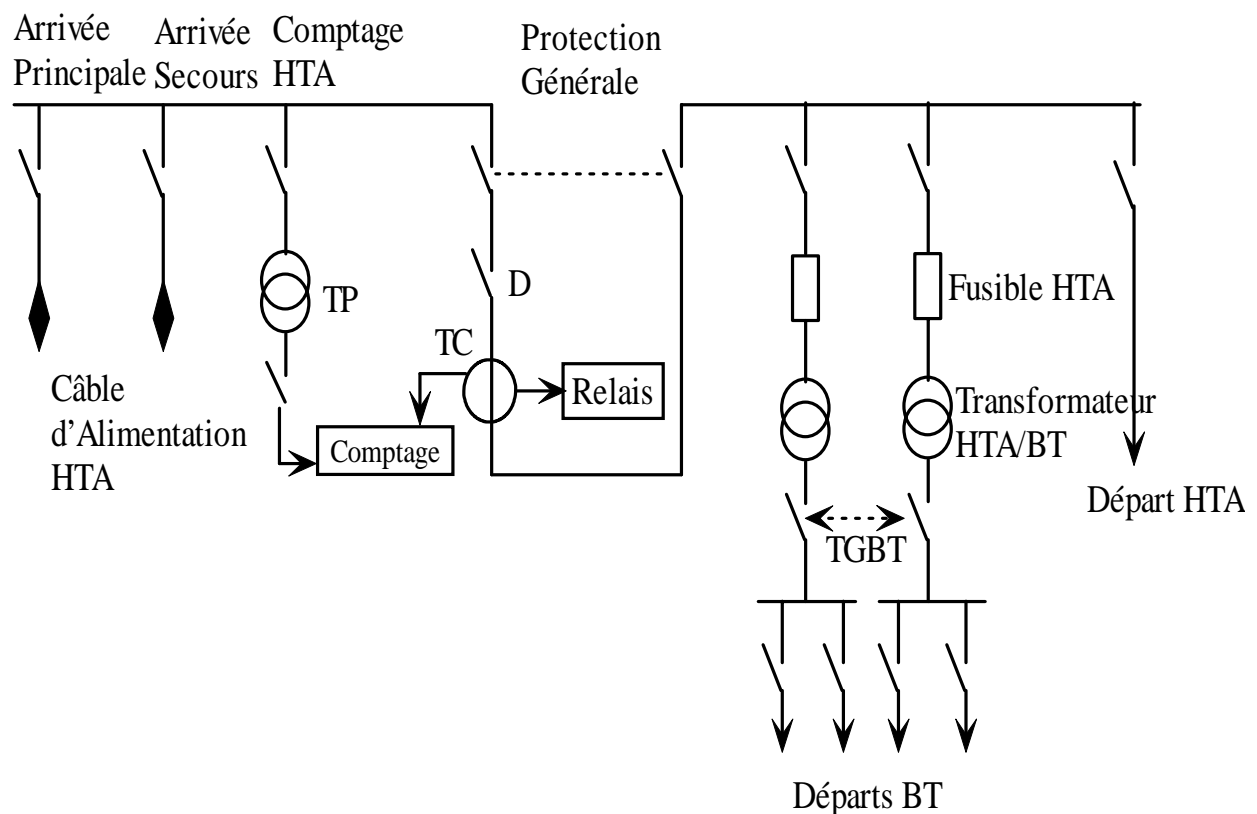 Arrivée
Principale
Arrivée
Secours
Comptage
HTA
Protection
Générale
TP
D
TC
Relais
Comptage
Câble
d’Alimentation
HTA
Fusible HTA
Transformateur
HTA/BT
Départ HTA
TGBT
Départs BT